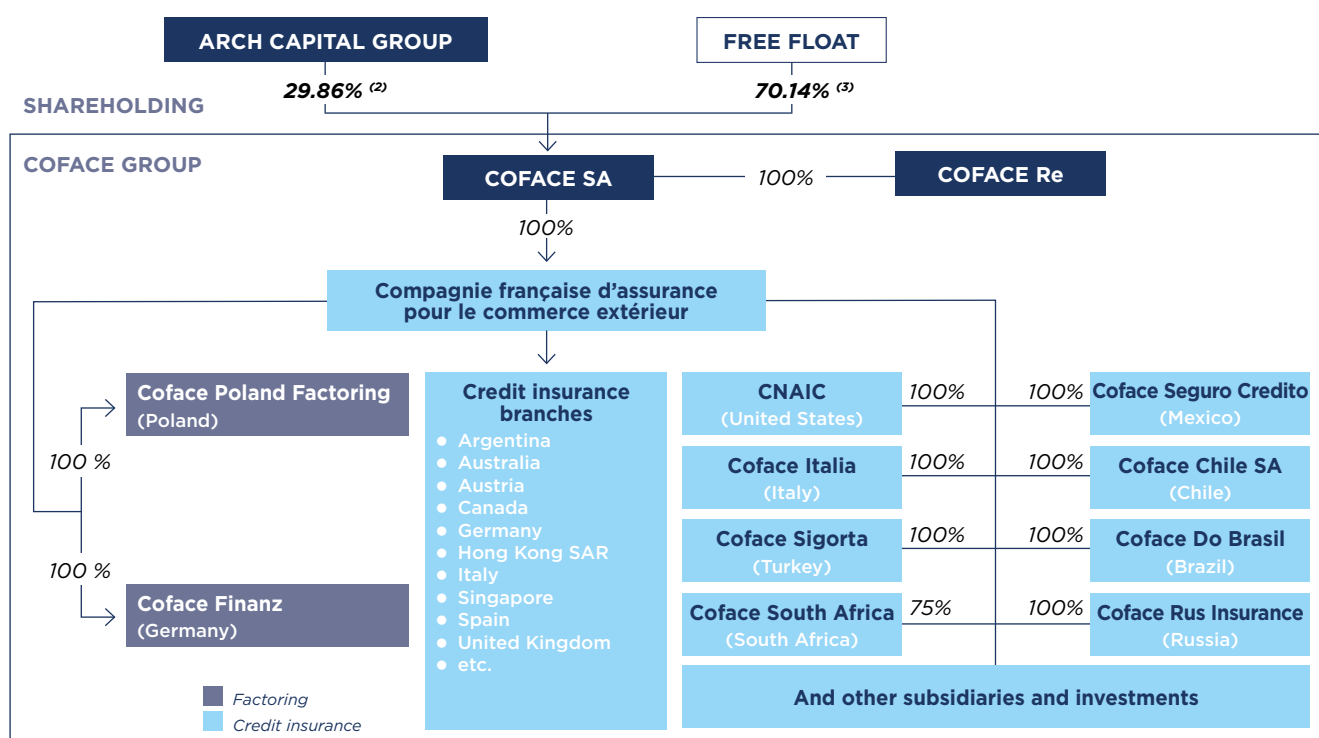 ARCH CAPITAL GROUP
FREE FLOAT
29.86% (2)
70.14% (3)
SHAREHOLDING
COFACE GROUP
COFACE SA
100%
COFACE Re
100%
Compagnie française d'assurance
pour le commerce extérieur
Coface Poland Factoring
(Poland)
100 %
100 %
Coface Finanz
(Germany)
Credit insurance
branches
● Argentina
● Australia
● Austria
● Canada
● Germany
● Hong Kong SAR
● Italy
● Singapore
● Spain
● United Kingdom
● etc.
CNAIC
(United States)
100%
100%
Coface Seguro Credito
(Mexico)
Coface Italia
(Italy)
100%
100%
Coface Chile SA
(Chile)
Coface Sigorta
(Turkey)
100%
100%
Coface Do Brasil
(Brazil)
Coface South Africa
(South Africa)
75%
100%
Coface Rus Insurance
(Russia)
And other subsidiaries and investments
Factoring
Credit insurance